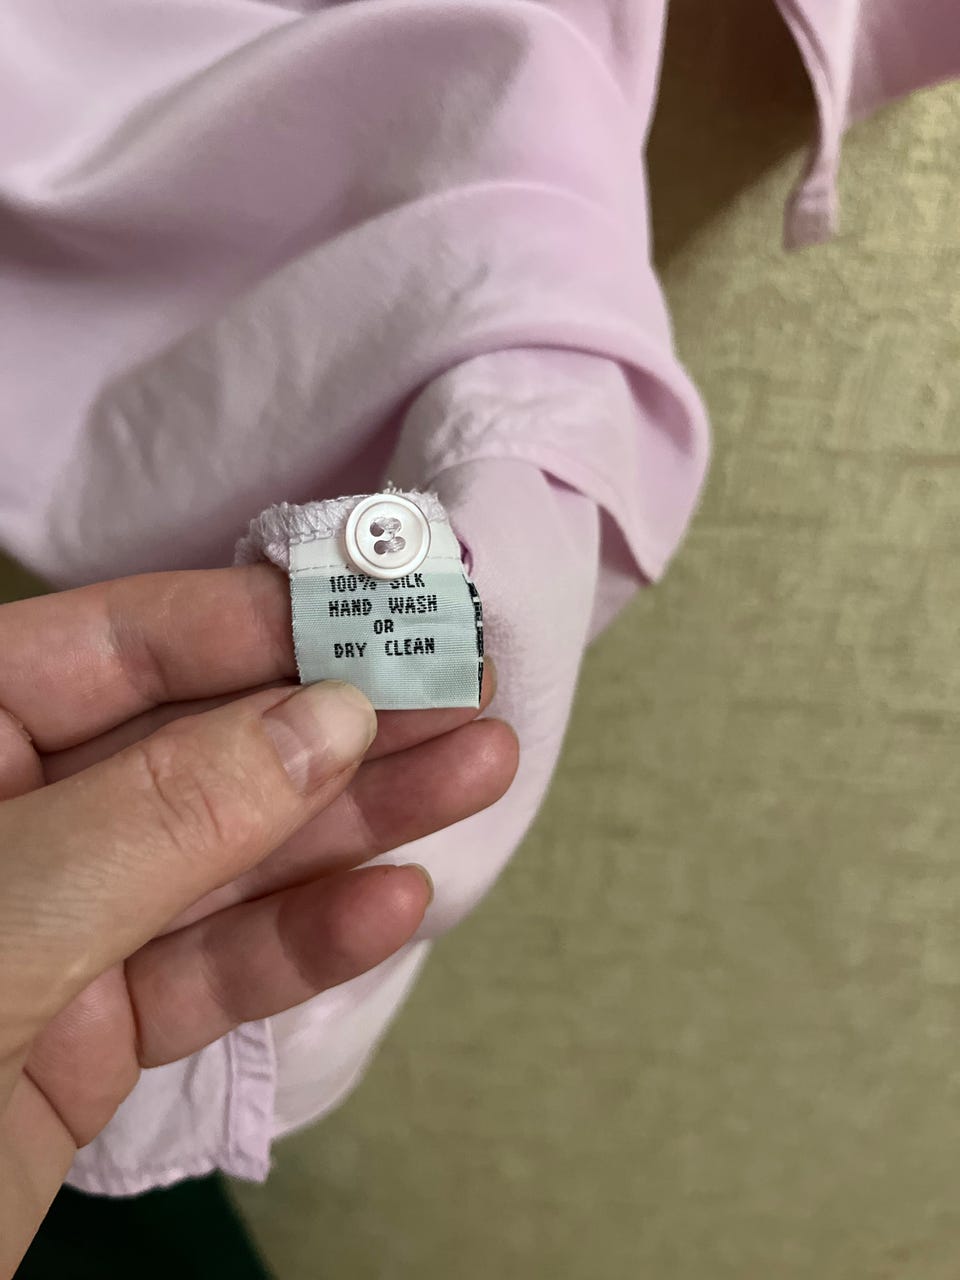 100% SILK
HAND WASH
OR
DRY CLEAN